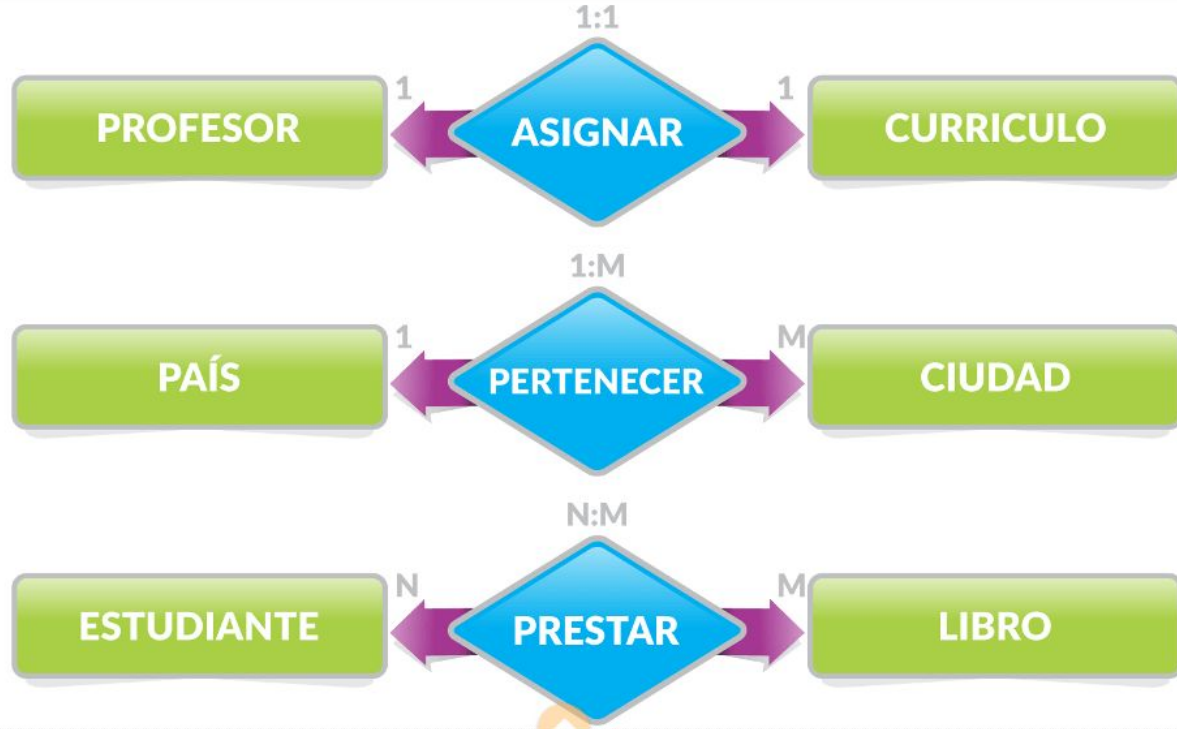 1:1
PROFESOR 1 ASIGNAR 1 CURRICULO
1:M
PAÍS 1 PERTENECER M CIUDAD
N:M
ESTUDIANTE N PRESTAR M LIBRO